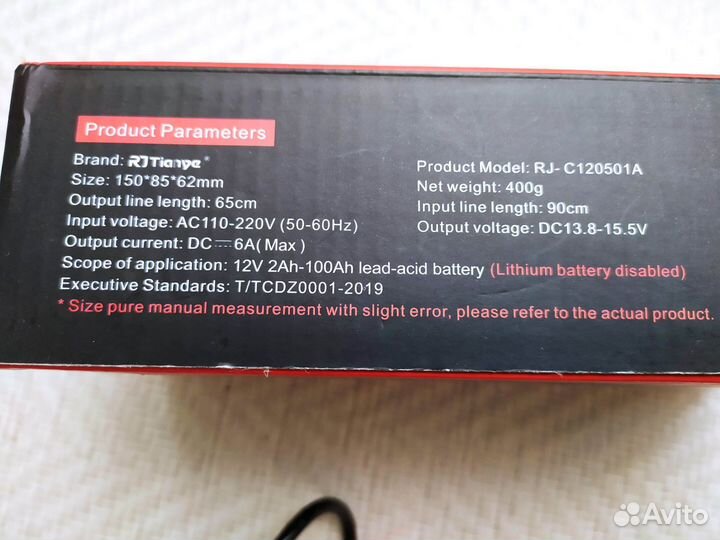 Product Parameters
Brand: RJTianye*
Size: 150*85*62mm
Output line length: 65cm
Input voltage: AC110-220V (50-60Hz)
Output current: DC⎓6A( Max )
Product Model: RJ- C120501A
Net weight: 400g
Input line length: 90cm
Output voltage: DC13.8-15.5V
Scope of application: 12V 2Ah-100Ah lead-acid battery (Lithium battery disabled)
Executive Standards: T/TCDZ0001-2019
* Size pure manual measurement with slight error, please refer to the actual product.
Avito